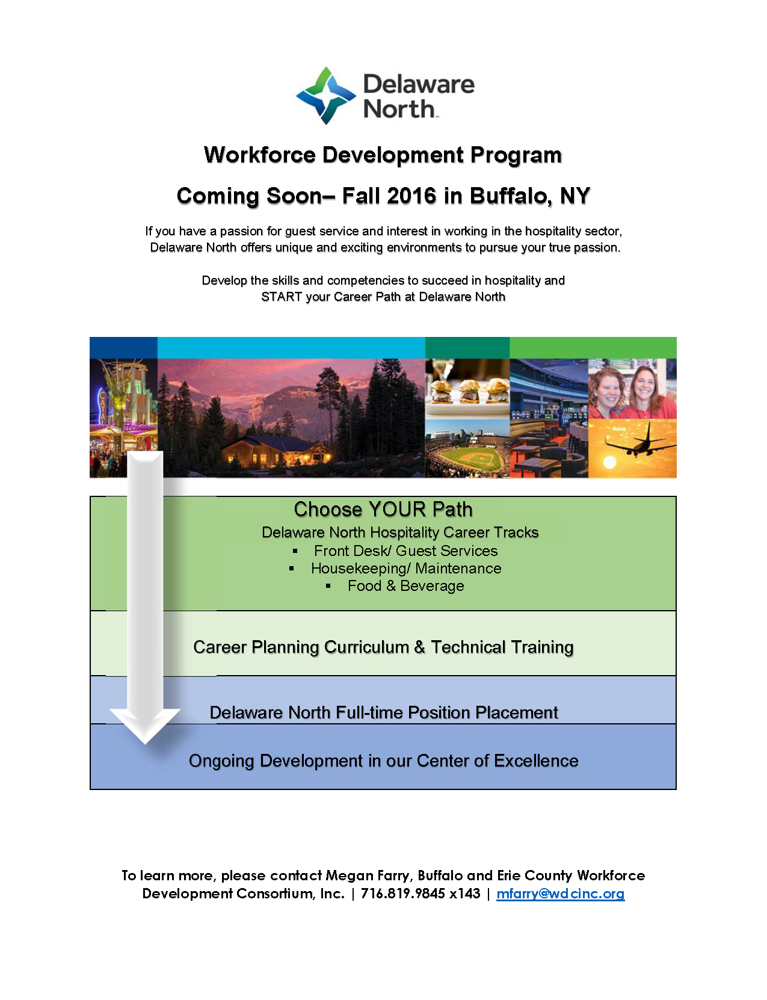 Delaware
North
Workforce Development Program
Coming Soon– Fall 2016 in Buffalo, NY
If you have a passion for guest service and interest in working in the hospitality sector,
Delaware North offers unique and exciting environments to pursue your true passion.
Develop the skills and competencies to succeed in hospitality and
START your Career Path at Delaware North
Choose YOUR Path
Delaware North Hospitality Career Tracks
▪ Front Desk/ Guest Services
▪ Housekeeping/ Maintenance
▪ Food & Beverage
Career Planning Curriculum & Technical Training
Delaware North Full-time Position Placement
Ongoing Development in our Center of Excellence
To learn more, please contact Megan Farry, Buffalo and Erie County Workforce
Development Consortium, Inc. | 716.819.9845 x143 | mfarry@wdcinc.org